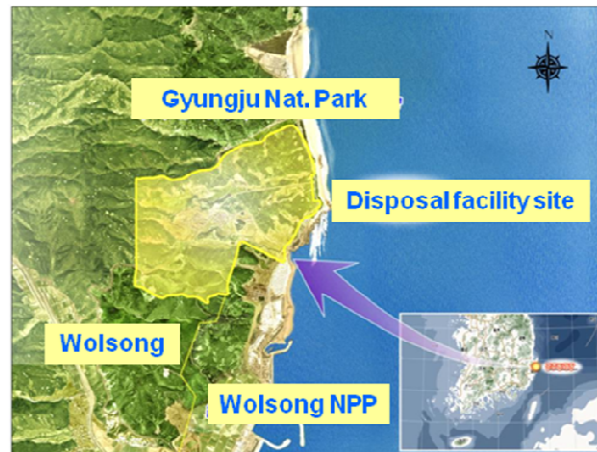 N
Gyungju Nat. Park
Disposal facility site
Wolsong
Wolsong NPP